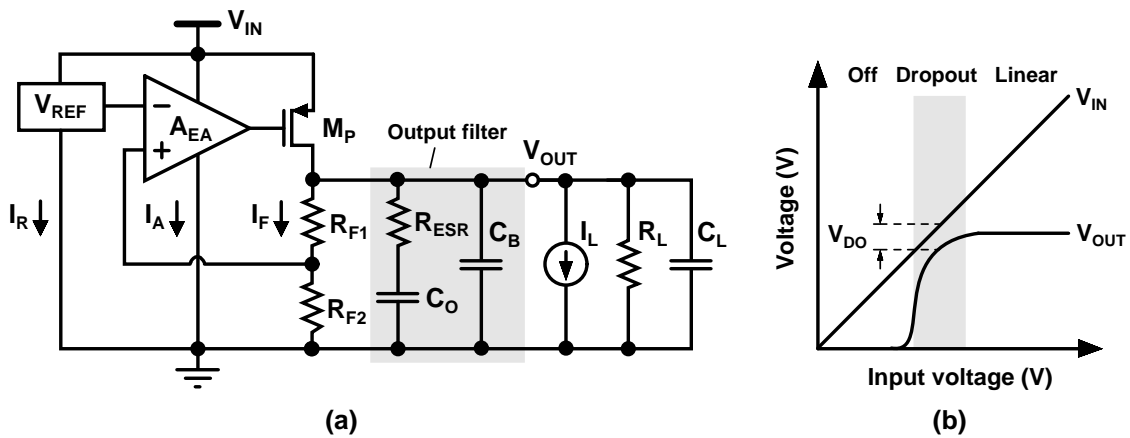 V_IN
V_REF
−
A_EA
+
M_P
Output filter
V_OUT
I_R
I_A
I_F
R_F1
R_ESR
C_B
I_L
R_L
C_L
R_F2
C_O
(a)
Off Dropout Linear
V_IN
V_DO
V_OUT
Voltage (V)
Input voltage (V)
(b)